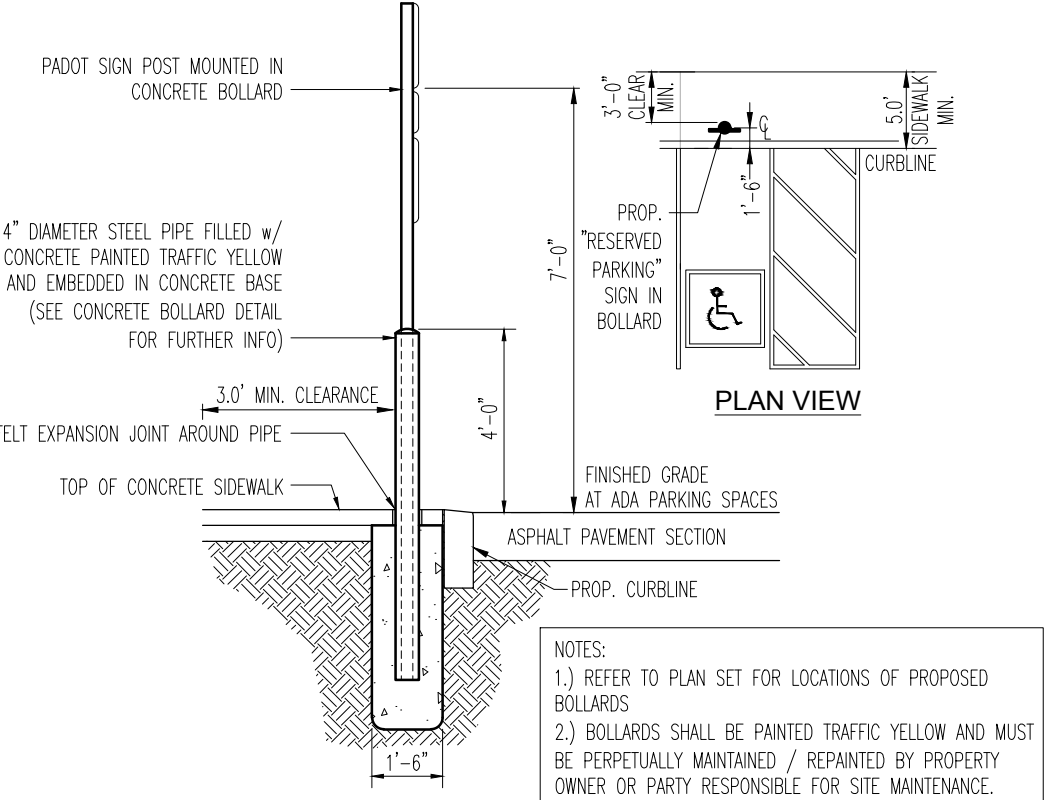 PADOT SIGN POST MOUNTED IN
CONCRETE BOLLARD
4" DIAMETER STEEL PIPE FILLED w/
CONCRETE PAINTED TRAFFIC YELLOW
AND EMBEDDED IN CONCRETE BASE
(SEE CONCRETE BOLLARD DETAIL
FOR FURTHER INFO)
3.0' MIN. CLEARANCE
FELT EXPANSION JOINT AROUND PIPE
TOP OF CONCRETE SIDEWALK
7'-0"
4'-0"
1'-6"
FINISHED GRADE
AT ADA PARKING SPACES
ASPHALT PAVEMENT SECTION
PROP. CURBLINE
3'-0"
CLEAR
MIN.
5.0'
SIDEWALK
MIN.
CL
CURBLINE
1'-6"
PROP.
"RESERVED
PARKING"
SIGN IN
BOLLARD
PLAN VIEW
NOTES:
1.) REFER TO PLAN SET FOR LOCATIONS OF PROPOSED
BOLLARDS
2.) BOLLARDS SHALL BE PAINTED TRAFFIC YELLOW AND MUST
BE PERPETUALLY MAINTAINED / REPAINTED BY PROPERTY
OWNER OR PARTY RESPONSIBLE FOR SITE MAINTENANCE.